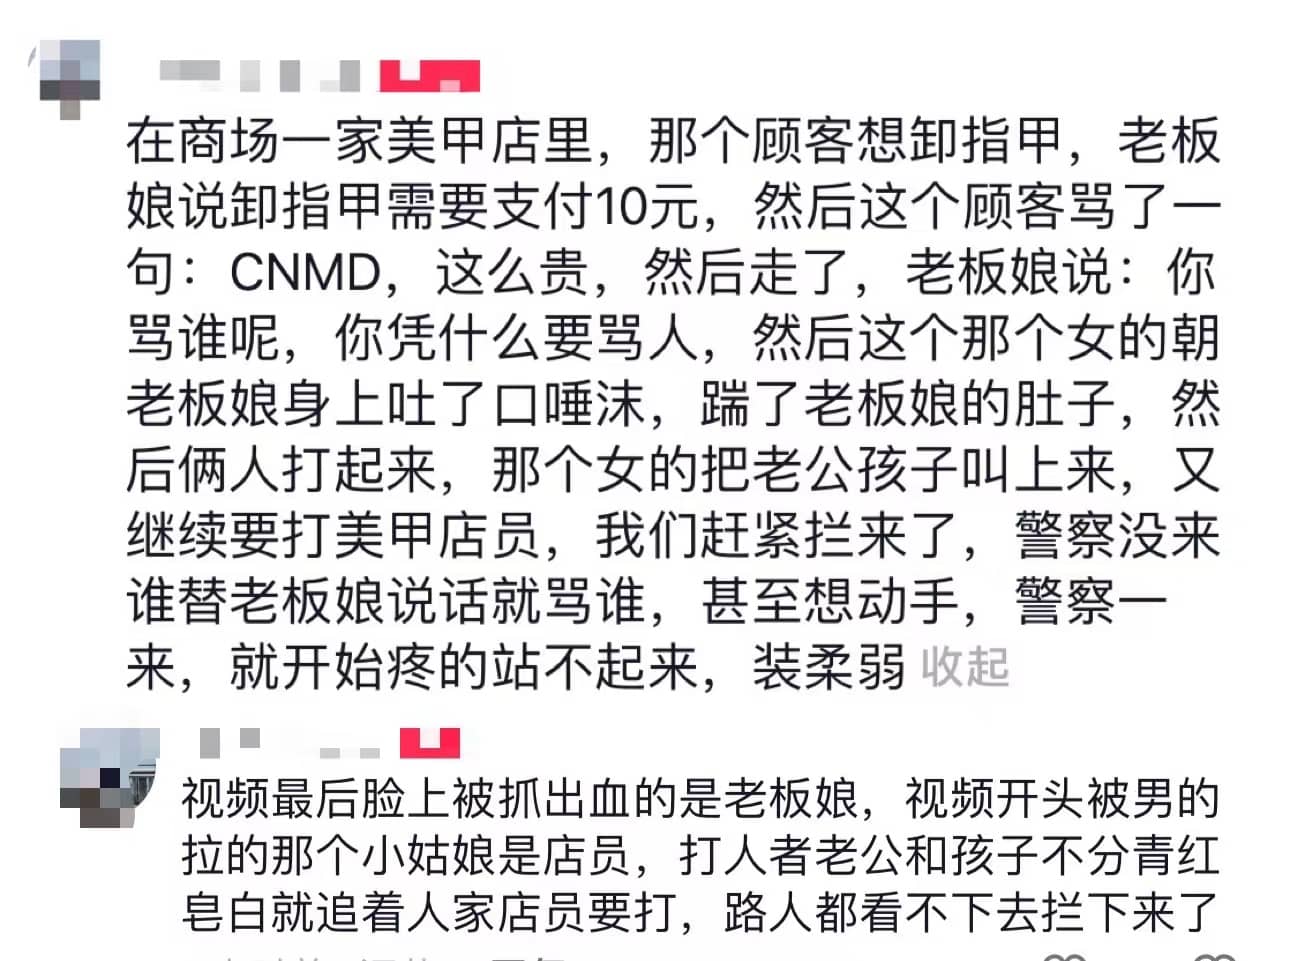 在商场一家美甲店里，那个顾客想卸指甲，老板
娘说卸指甲需要支付10元，然后这个顾客骂了一
句：CNMD，这么贵，然后走了，老板娘说：你
骂谁呢，你凭什么要骂人，然后这个那个女的朝
老板娘身上吐了口唾沫，踹了老板娘的肚子，然
后俩人打起来，那个女的把老公孩子叫上来，又
继续要打美甲店员，我们赶紧拦来了，警察没来
谁替老板娘说话就骂谁，甚至想动手，警察一
来，就开始疼的站不起来，装柔弱 收起
视频最后脸上被抓出血的是老板娘，视频开头被男的
拉的那个小姑娘是店员，打人者老公和孩子不分青红
皂白就追着人家店员要打，路人都看不下去拦下来了